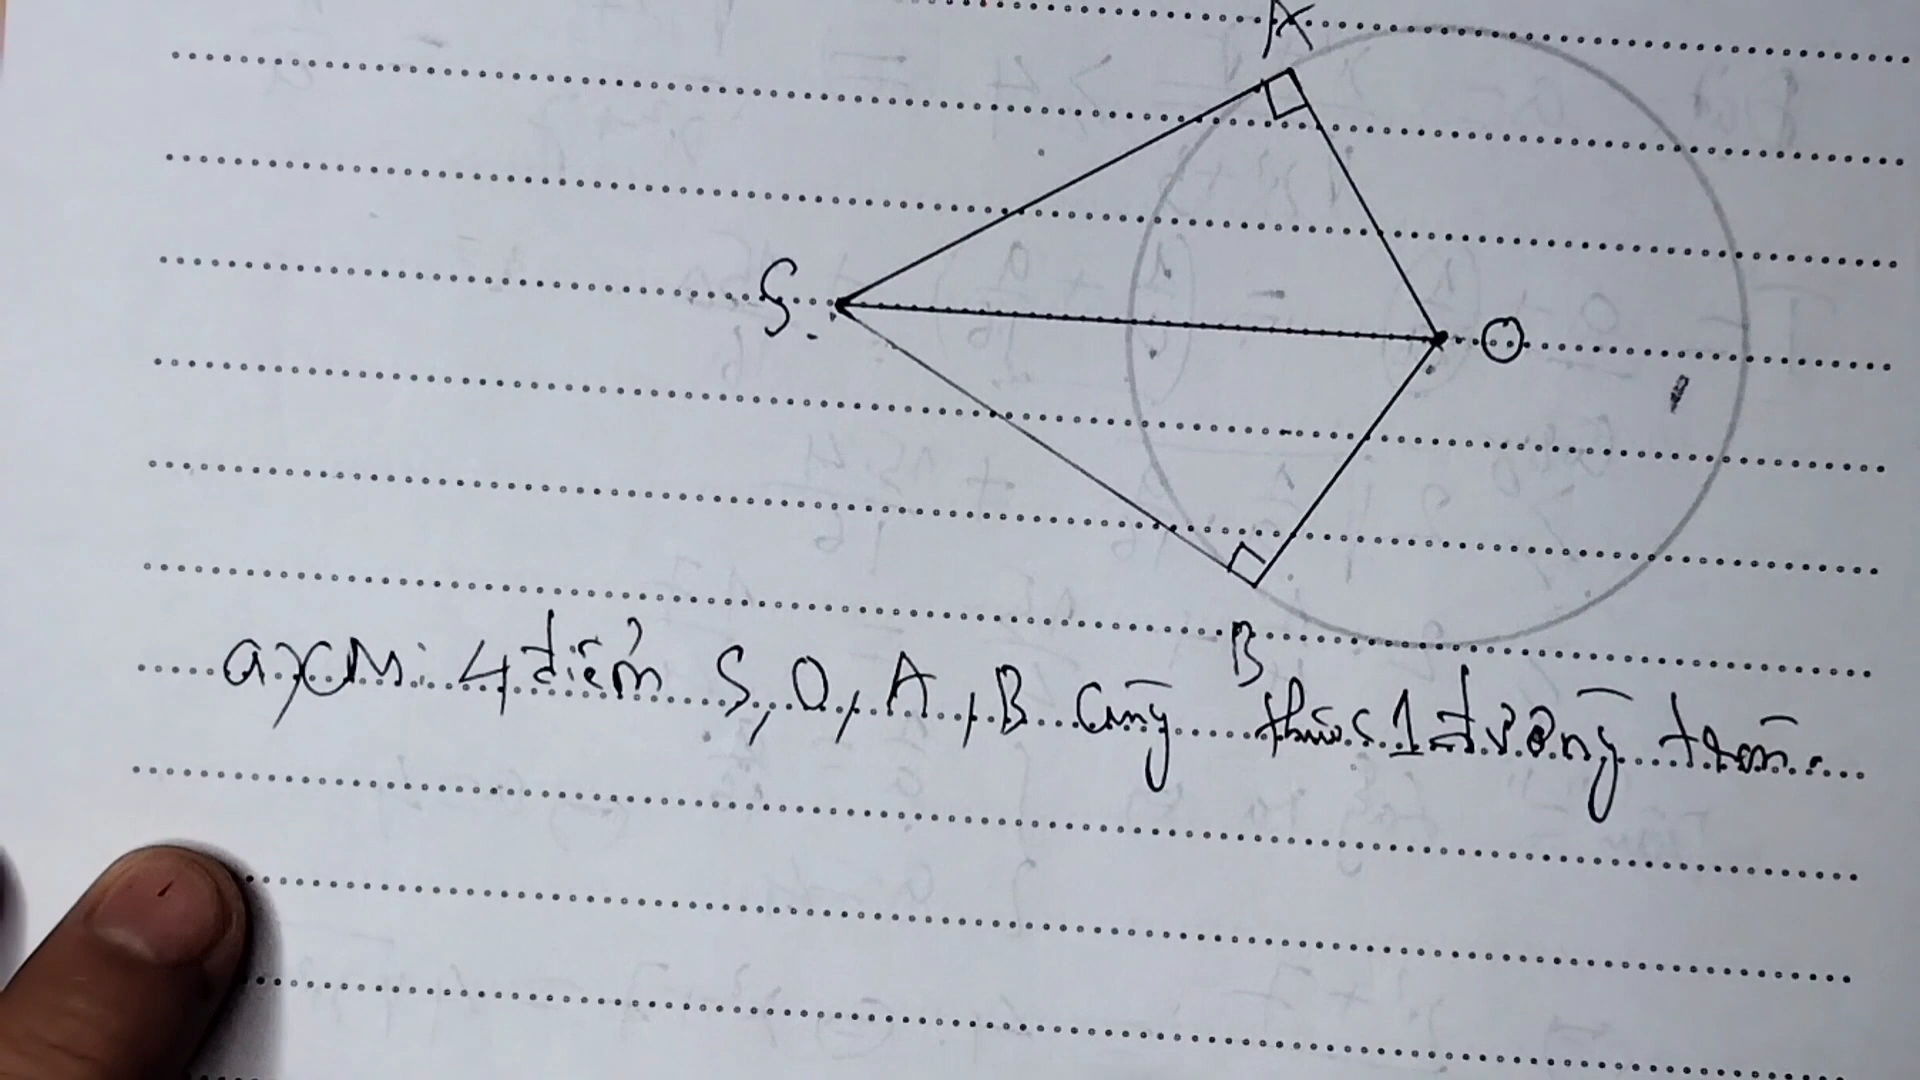 A
S
O
B
a) CM: 4 điểm S, O, A, B cùng thuộc 1 đường tròn.